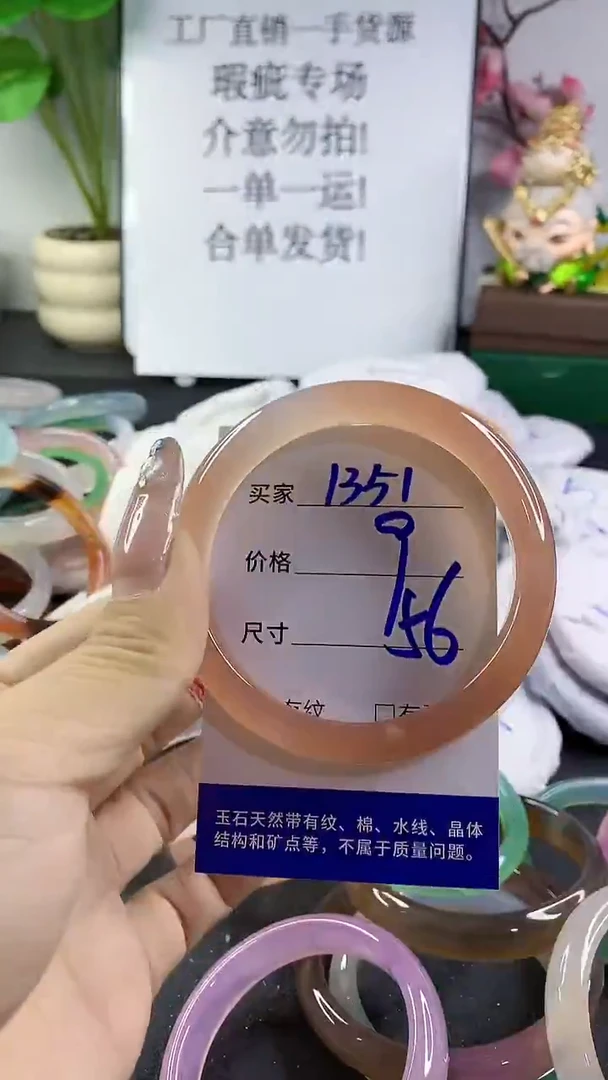 工厂直销一手货源
瑕疵专场
介意勿拍!
一单一运!
合单发货!
买家 1351
价格 9
尺寸 56
有纹 □有
玉石天然带有纹、棉、水线、晶体
结构和矿点等，不属于质量问题。